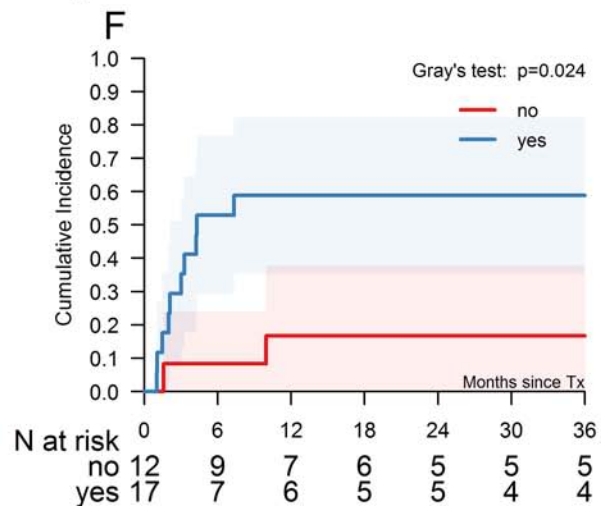 F
Gray's test: p=0.024
no
yes
Cumulative Incidence
1.0
0.9
0.8
0.7
0.6
0.5
0.4
0.3
0.2
0.1
0.0
Months since Tx
0 6 12 18 24 30 36
N at risk
no 12 9 7 6 5 5 5
yes 17 7 6 5 5 4 4